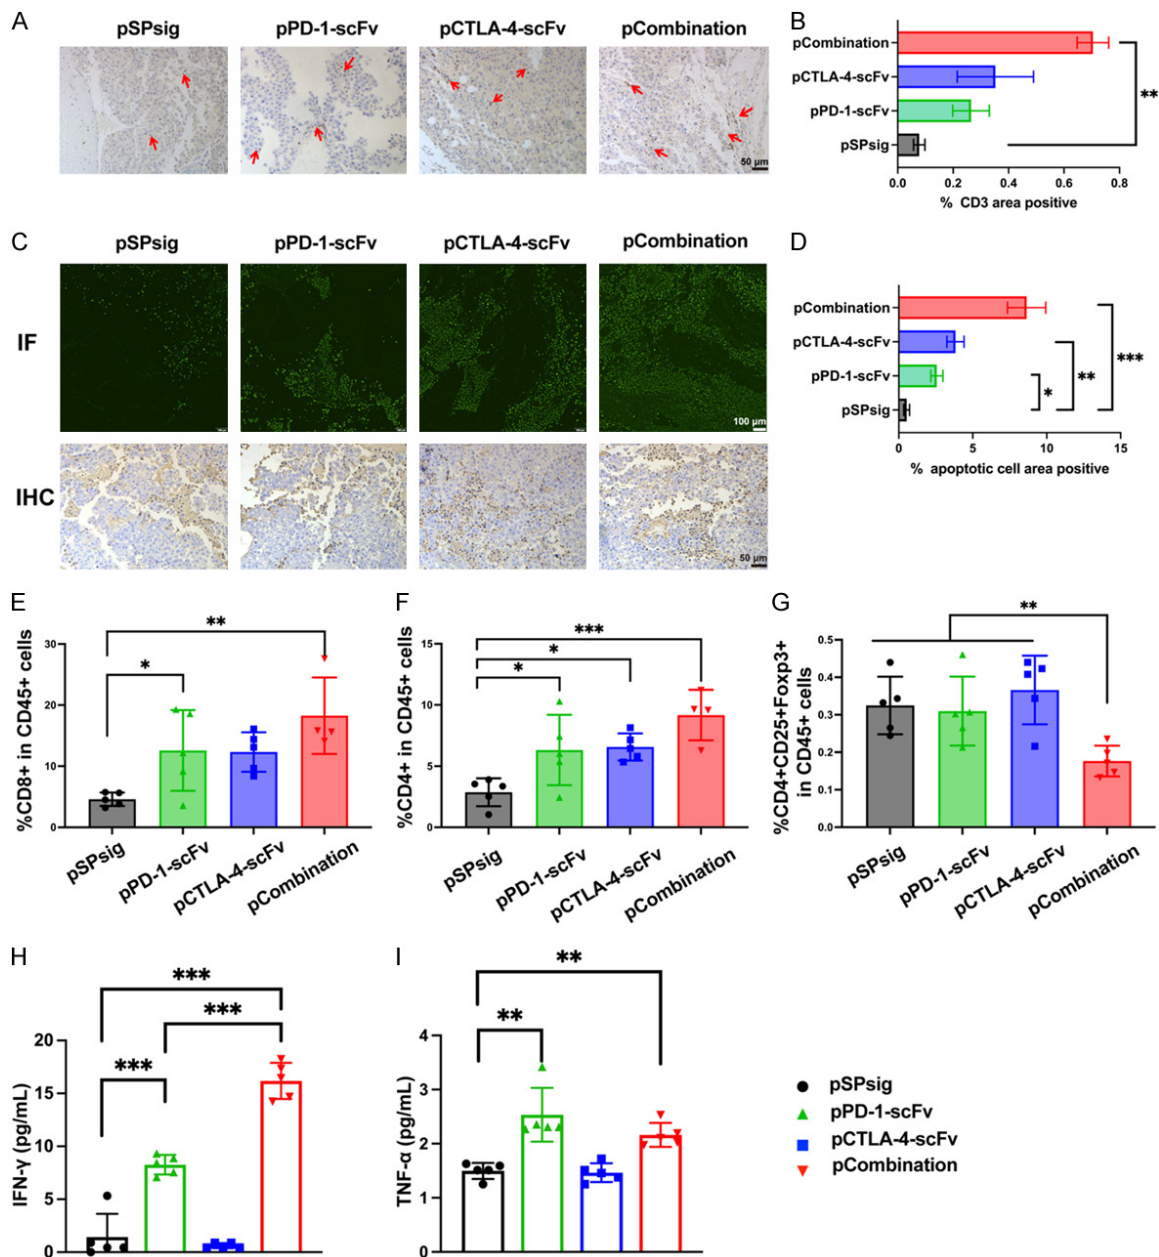 A
pSPsig
pPD-1-scFv
pCTLA-4-scFv
pCombination
50 μm
B
pCombination
pCTLA-4-scFv
pPD-1-scFv
pSPsig
**
0.0 0.2 0.4 0.6 0.8
% CD3 area positive
C
pSPsig
pPD-1-scFv
pCTLA-4-scFv
pCombination
IF
100 μm
IHC
50 μm
D
pCombination
pCTLA-4-scFv
pPD-1-scFv
pSPsig
* ** ***
0 5 10 15
% apoptotic cell area positive
E
%CD8+ in CD45+ cells
30
20
10
0
**
*
pSPsig
pPD-1-scFv
pCTLA-4-scFv
pCombination
F
%CD4+ in CD45+ cells
15
10
5
0
***
*
*
pSPsig
pPD-1-scFv
pCTLA-4-scFv
pCombination
G
%CD4+CD25+Foxp3+
in CD45+ cells
0.5
0.4
0.3
0.2
0.1
0.0
**
pSPsig
pPD-1-scFv
pCTLA-4-scFv
pCombination
H
IFN-γ (pg/mL)
20
15
10
5
0
***
***
***
I
TNF-α (pg/mL)
4
3
2
1
0
**
**
pSPsig
pPD-1-scFv
pCTLA-4-scFv
pCombination